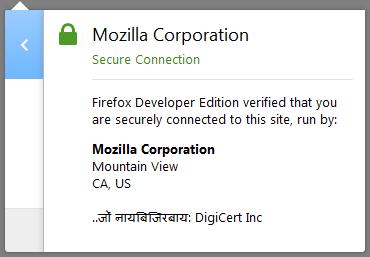 Mozilla Corporation
Secure Connection
Firefox Developer Edition verified that you
are securely connected to this site, run by:
Mozilla Corporation
Mountain View
CA, US
..जों नायबिजिरबाय: DigiCert Inc